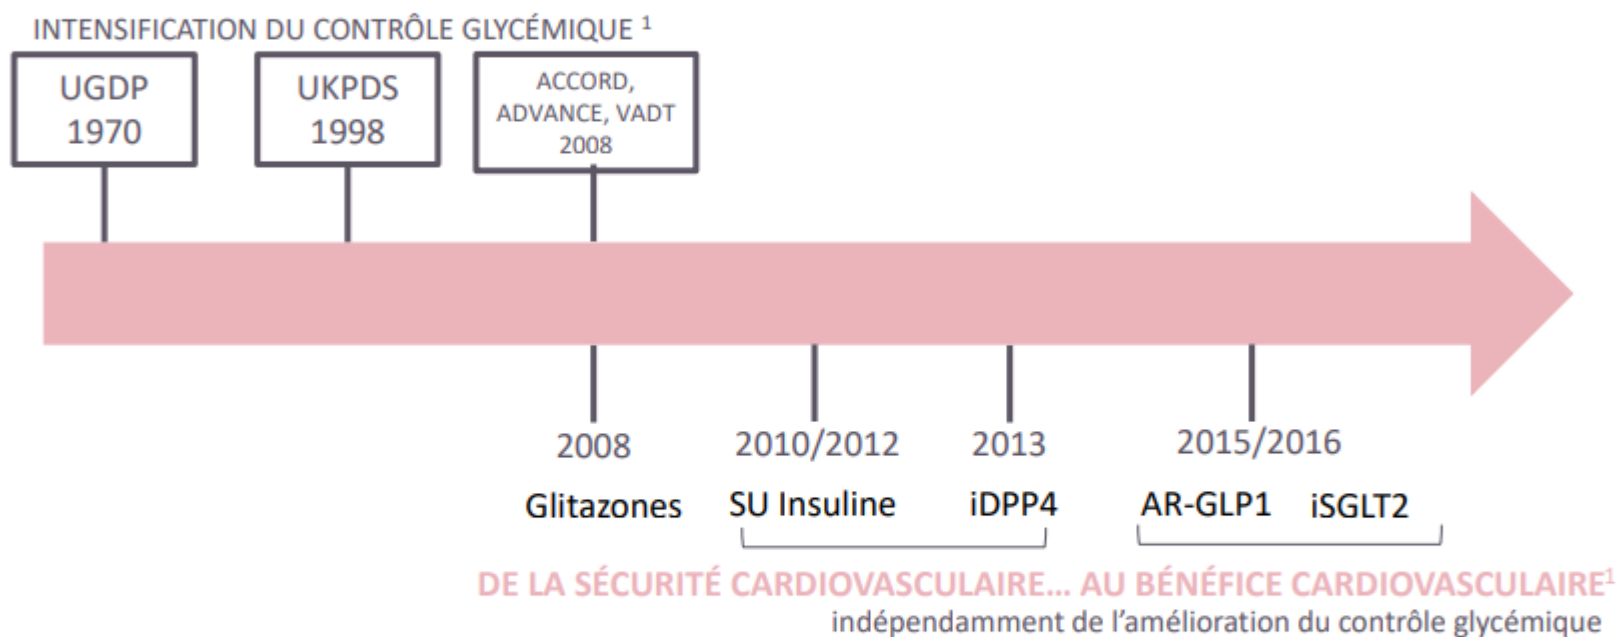 INTENSIFICATION DU CONTRÔLE GLYCÉMIQUE ¹
UGDP
1970
UKPDS
1998
ACCORD,
ADVANCE, VADT
2008
2008
2010/2012
2013
2015/2016
Glitazones
SU Insuline
iDPP4
AR-GLP1
iSGLT2
DE LA SÉCURITÉ CARDIOVASCULAIRE... AU BÉNÉFICE CARDIOVASCULAIRE¹
indépendamment de l'amélioration du contrôle glycémique